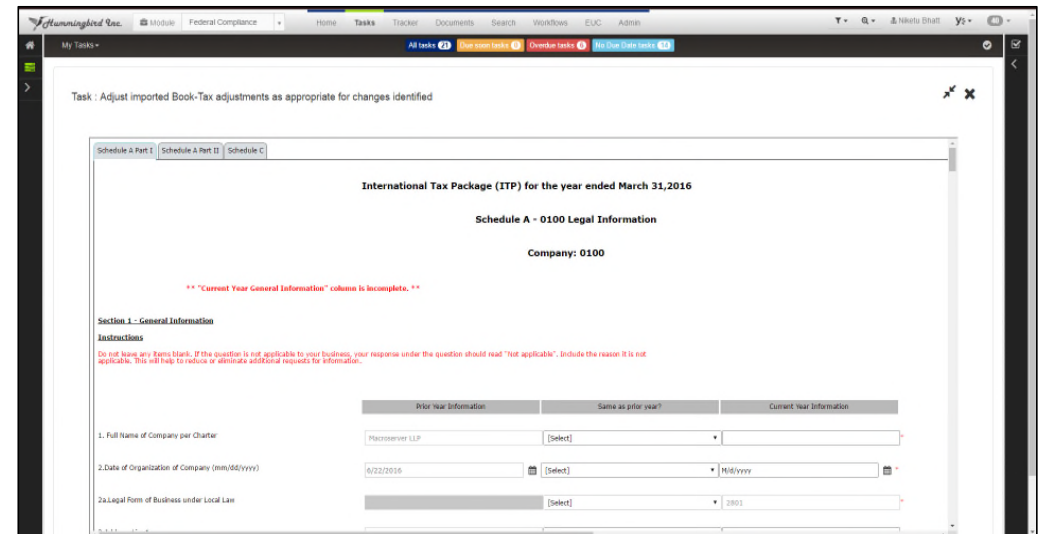 Hummingbird Inc. Module Federal Compliance Home Tasks Tracker Documents Search Workflows EUC Admin Niketu Bhatt
My Tasks All tasks 21 Due soon tasks 0 Overdue tasks 6 No Due Date tasks 14
Task : Adjust imported Book-Tax adjustments as appropriate for changes identified
Schedule A Part I Schedule A Part II Schedule C
International Tax Package (ITP) for the year ended March 31,2016
Schedule A - 0100 Legal Information
Company: 0100
** "Current Year General Information" column is incomplete. **
Section 1 - General Information
Instructions
Do not leave any items blank. If the question is not applicable to your business, your response under the question should read "Not applicable". Include the reason it is not
applicable. This will help to reduce or eliminate additional requests for information.
Prior Year Information Same as prior year? Current Year Information
1. Full Name of Company per Charter Macroserver LLP [Select] *
2.Date of Organization of Company (mm/dd/yyyy) 6/22/2016 [Select] M/d/yyyy *
2a.Legal Form of Business under Local Law [Select] 2801 *